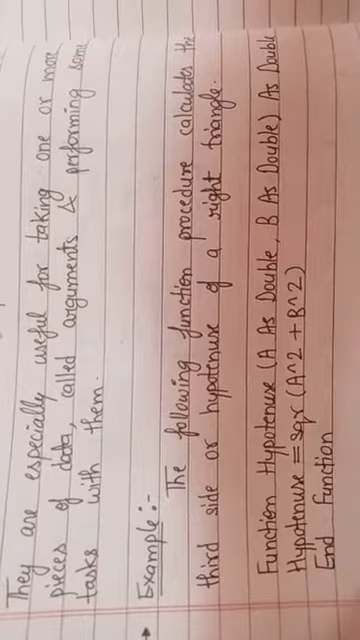 They are especially useful for taking one or more
pieces of data, called arguments & performing some
tasks with them.
Example:-
The following function procedure calculates the
third side or hypotenuse of a right triangle.
Function Hypotenuse (A As Double, B As Double) As Double
Hypotenuse = sqr (A^2 + B^2)
End Function